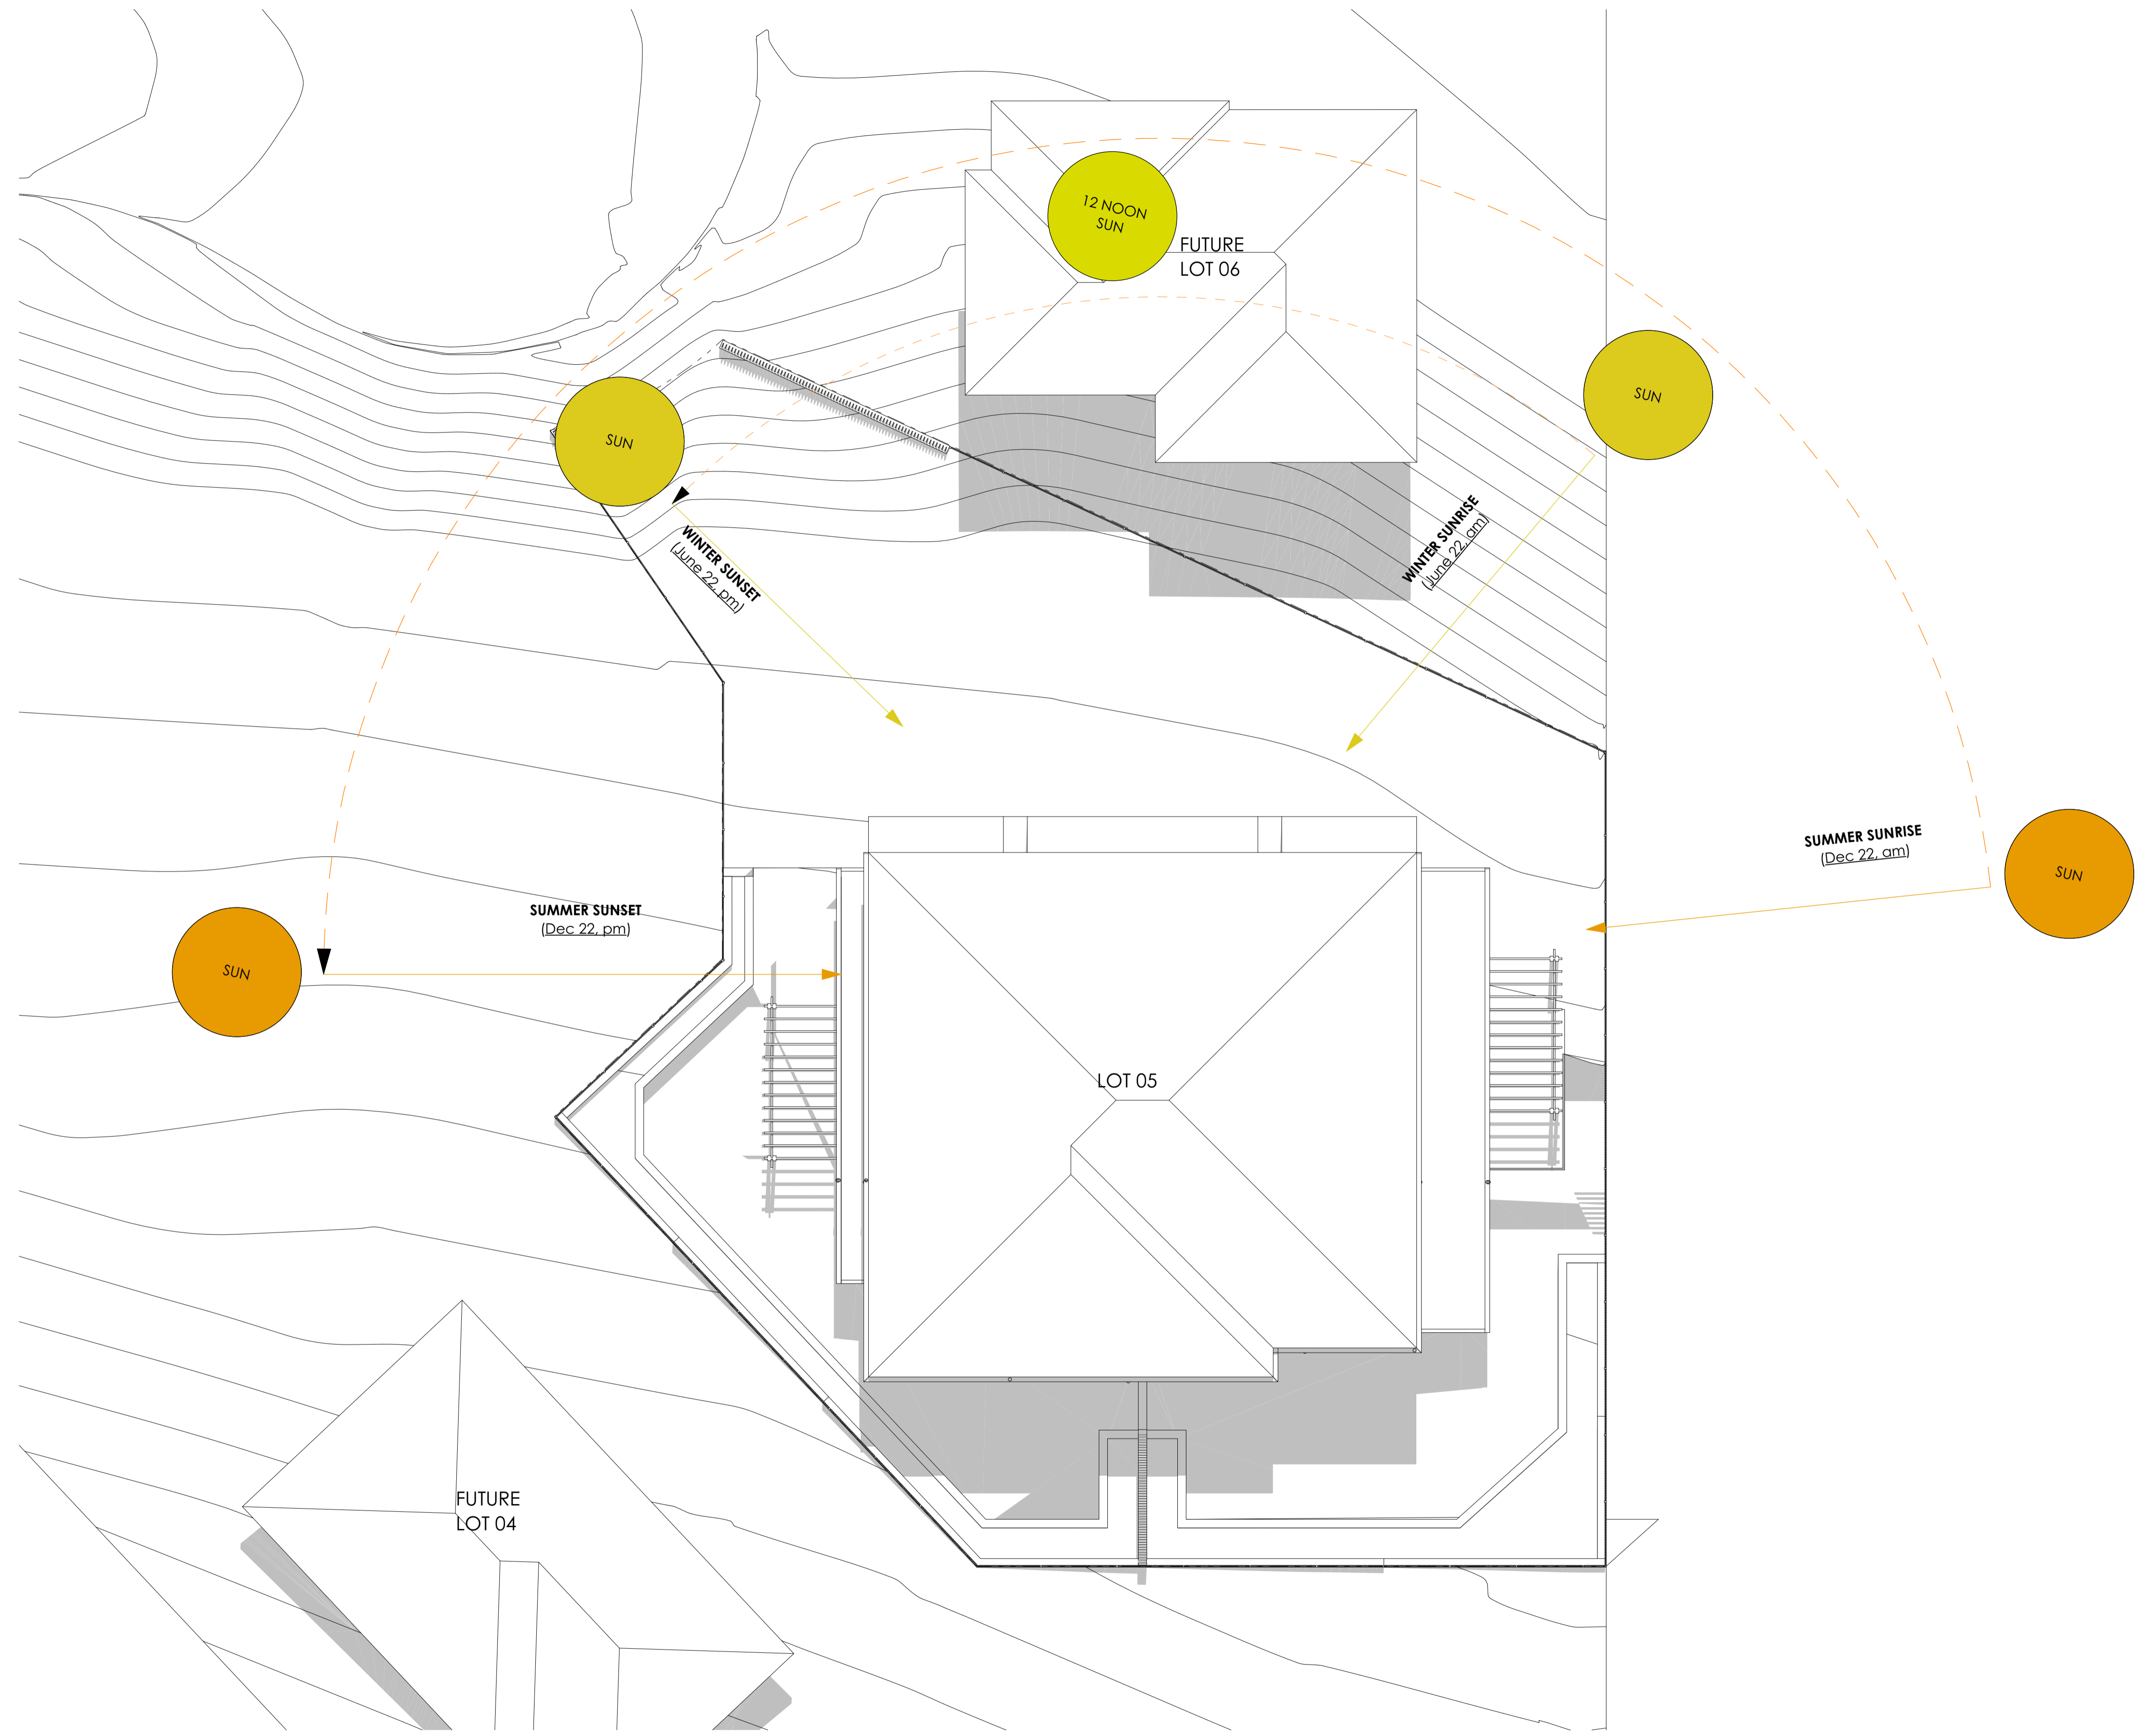 12 NOON
SUN
FUTURE
LOT 06
SUN
SUN
WINTER SUNSET
(June 22, pm)
WINTER SUNRISE
(June 22, am)
SUMMER SUNRISE
(Dec 22, am)
SUN
SUMMER SUNSET
(Dec 22, pm)
SUN
LOT 05
FUTURE
LOT 04